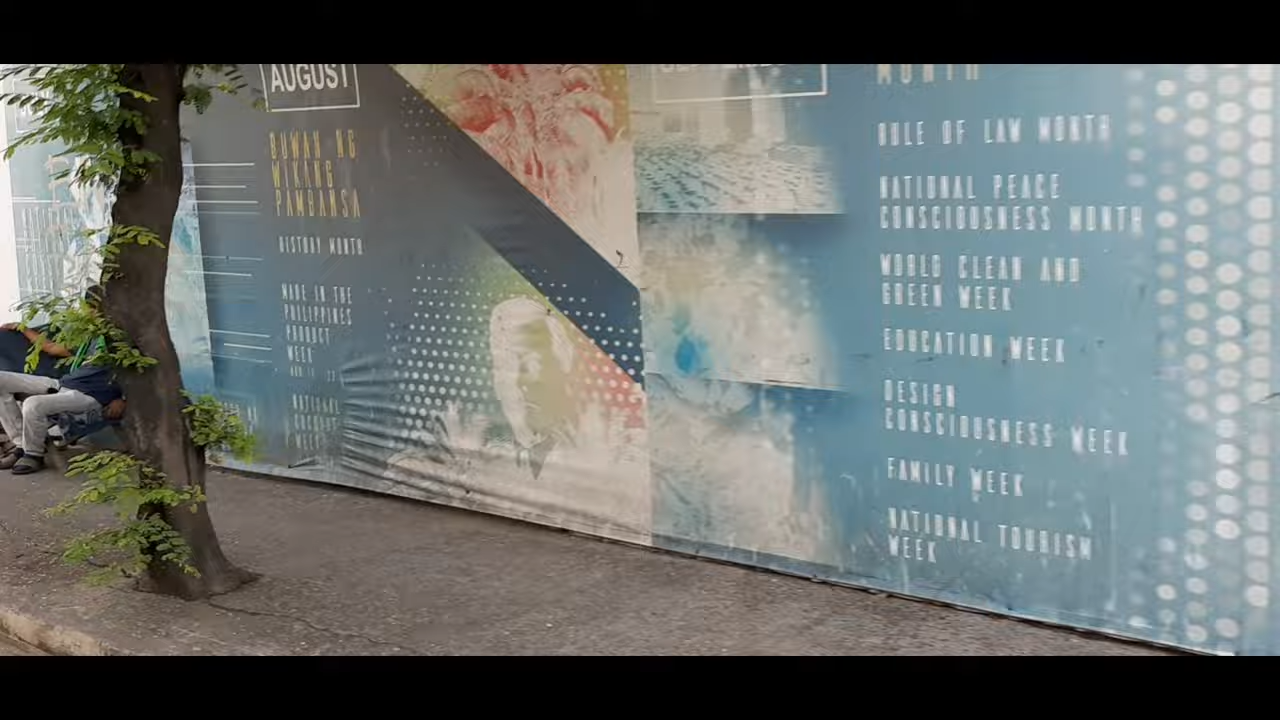 AUGUST
BUWAN NG
WIKANG
PAMBANSA
HISTORY MONTH
MADE IN THE
PHILIPPINES
PRODUCT
WEEK
MONTH
RULE OF LAW MONTH
NATIONAL PEACE
CONSCIOUSNESS MONTH
WORLD CLEAN AND
GREEN WEEK
EDUCATION WEEK
DESIGN
CONSCIOUSNESS WEEK
FAMILY WEEK
NATIONAL TOURISM
WEEK